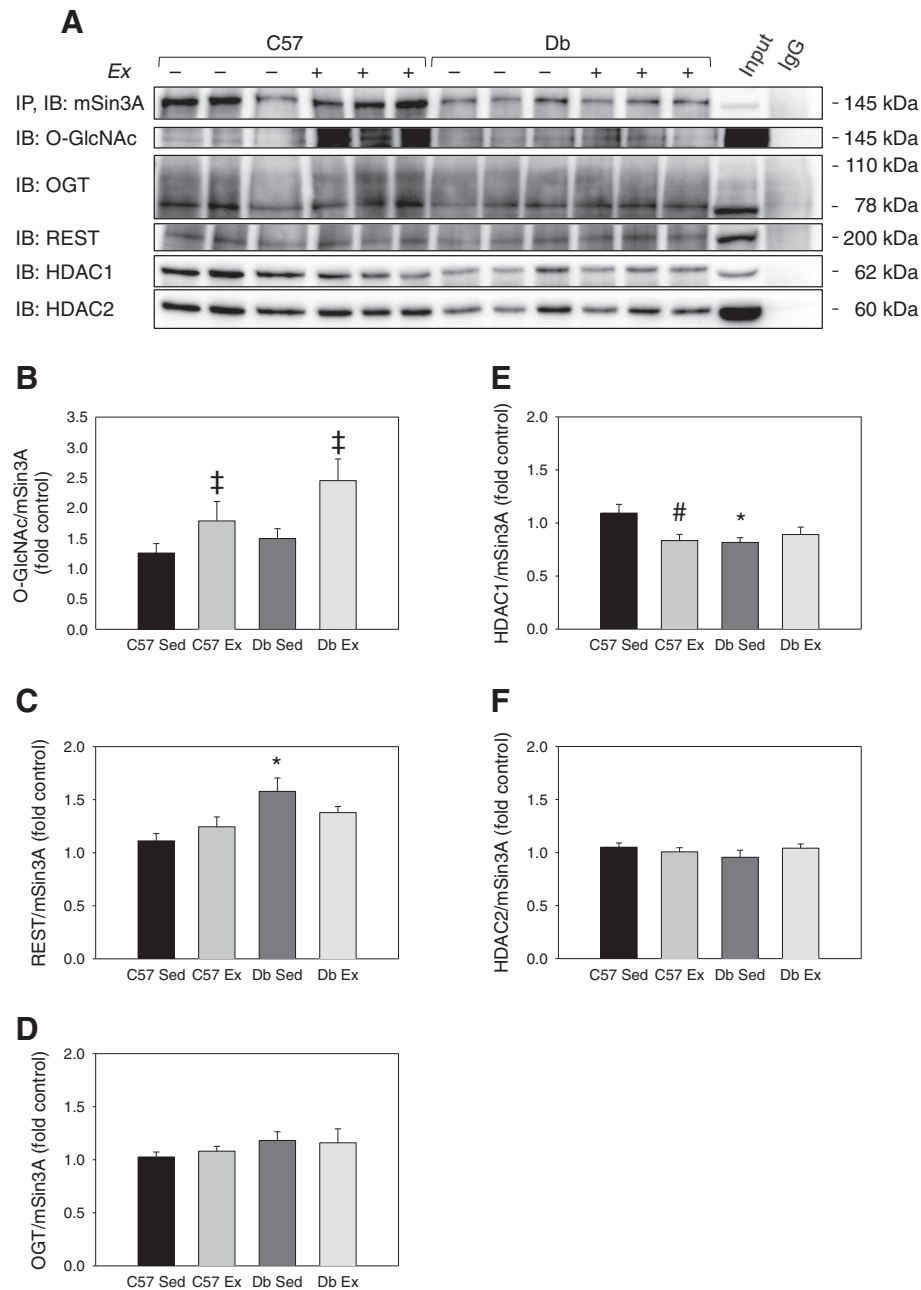 A
C57
Db
Input
IgG
Ex – – – + + + – – – + + +
IP, IB: mSin3A - 145 kDa
IB: O-GlcNAc - 145 kDa
- 110 kDa
IB: OGT
- 78 kDa
IB: REST - 200 kDa
IB: HDAC1 - 62 kDa
IB: HDAC2 - 60 kDa
B
O-GlcNAc/mSin3A
(fold control)
3.5
3.0
2.5
2.0
1.5
1.0
0.5
0.0
‡
‡
C57 Sed C57 Ex Db Sed Db Ex
E
HDAC1/mSin3A (fold control)
2.0
1.5
1.0
0.5
0.0
#
*
C57 Sed C57 Ex Db Sed Db Ex
C
REST/mSin3A (fold control)
2.0
1.5
1.0
0.5
0.0
*
C57 Sed C57 Ex Db Sed Db Ex
F
HDAC2/mSin3A (fold control)
2.0
1.5
1.0
0.5
0.0
C57 Sed C57 Ex Db Sed Db Ex
D
OGT/mSin3A (fold control)
2.0
1.5
1.0
0.5
0.0
C57 Sed C57 Ex Db Sed Db Ex